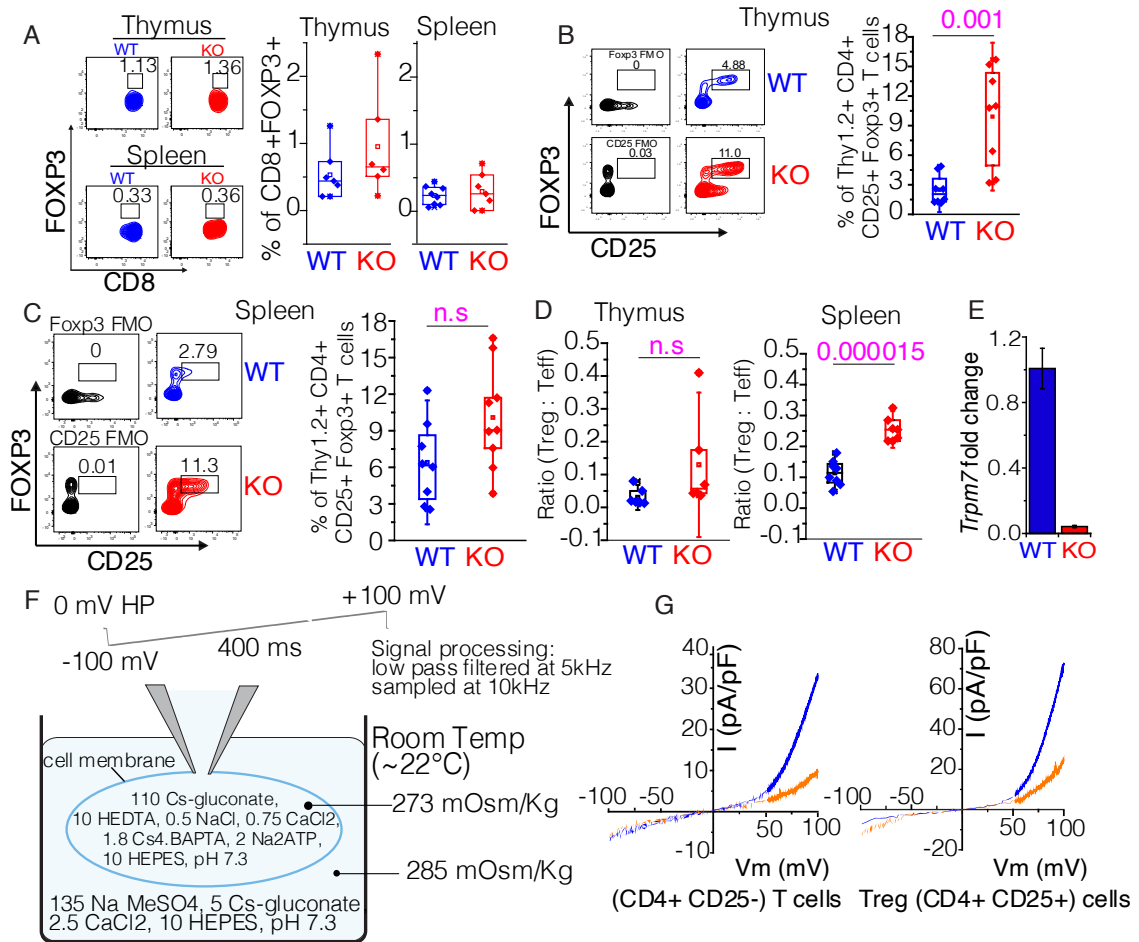 A
Thymus
WT
KO
1.13
1.36
Spleen
WT
KO
0.33
0.36
FOXP3
CD8
Thymus
Spleen
% of CD8+FOXP3+
2
1
0
2
1
0
WT
KO
WT
KO
B
Thymus
Foxp3 FMO
0
4.88
WT
CD25 FMO
0.03
11.0
KO
FOXP3
CD25
% of Thy1.2+ CD4+
CD25+ Foxp3+ T cells
0.001
18
15
12
9
6
3
0
WT
KO
C
Spleen
Foxp3 FMO
0
2.79
WT
CD25 FMO
0.01
11.3
KO
FOXP3
CD25
% of Thy1.2+ CD4+
CD25+ Foxp3+ T cells
n.s
18
15
12
9
6
3
0
WT
KO
D
Thymus
n.s
Ratio (Treg : Teff)
0.5
0.4
0.3
0.2
0.1
0.0
-0.1
WT
KO
Spleen
0.000015
Ratio (Treg : Teff)
0.5
0.4
0.3
0.2
0.1
0.0
-0.1
WT
KO
E
Trpm7 fold change
1.2
0.8
0.4
0.0
WT
KO
F
0 mV HP
+100 mV
-100 mV
400 ms
Signal processing:
low pass filtered at 5kHz
sampled at 10kHz
Room Temp
(~22°C)
cell membrane
110 Cs-gluconate,
10 HEDTA, 0.5 NaCl, 0.75 CaCl2,
1.8 Cs4.BAPTA, 2 Na2ATP,
10 HEPES, pH 7.3
273 mOsm/Kg
285 mOsm/Kg
135 Na MeSO4, 5 Cs-gluconate
2.5 CaCl2, 10 HEPES, pH 7.3
G
I (pA/pF)
40
30
20
10
-10
-100
-50
50
100
Vm (mV)
(CD4+ CD25-) T cells
I (pA/pF)
80
60
40
20
-20
-100
-50
50
100
Vm (mV)
Treg (CD4+ CD25+) cells